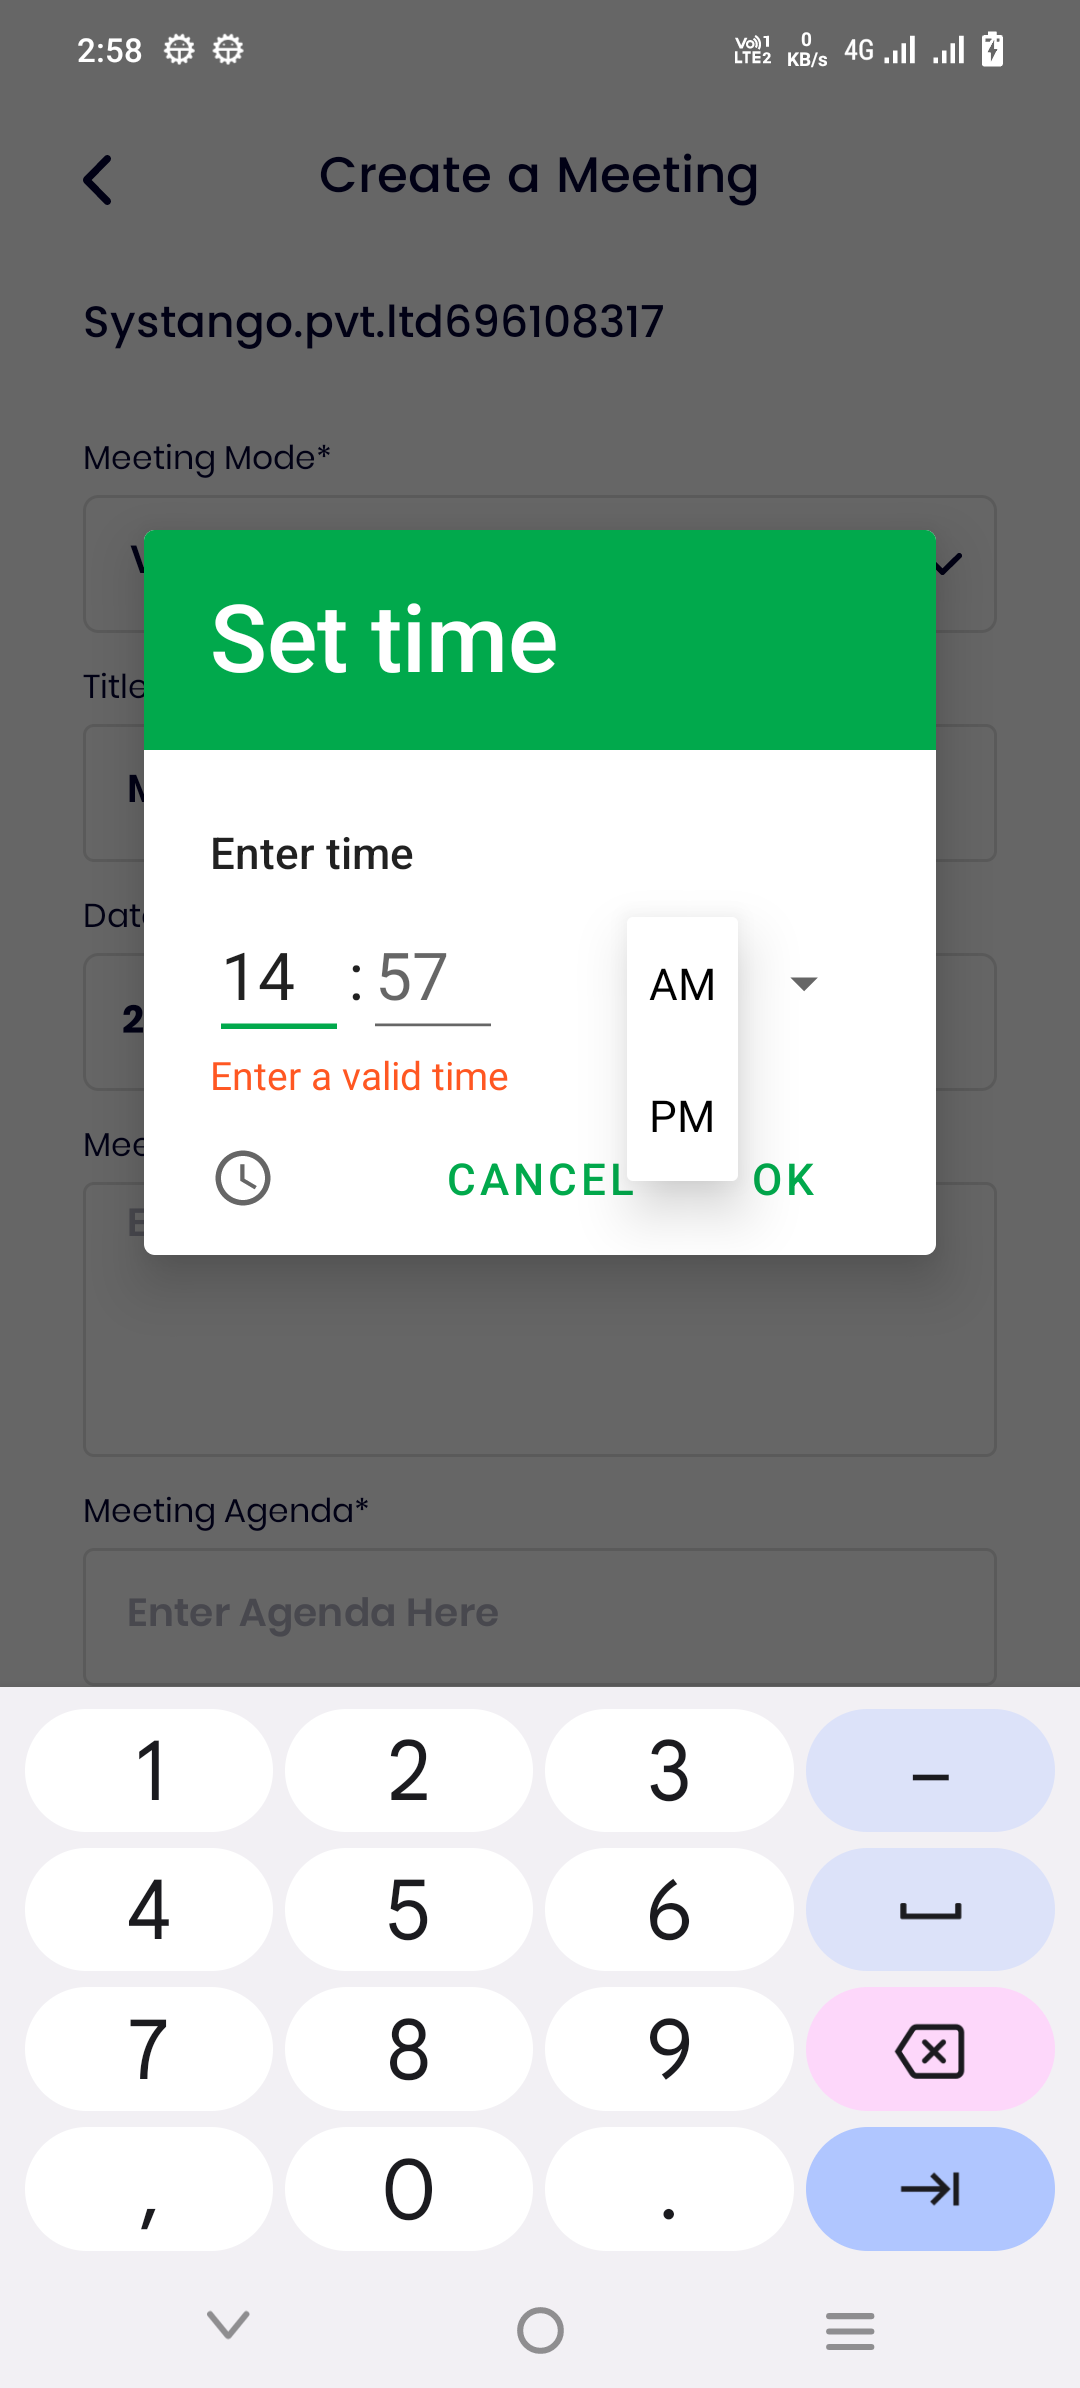 2:58
Vo)) 1 LTE2
0 KB/s
4G
Create a Meeting
Systango.pvt.ltd696108317
Meeting Mode*
Set time
Title
Enter time
Date
14 : 57
AM
Enter a valid time
PM
CANCEL
OK
Mee
Meeting Agenda*
Enter Agenda Here
1 2 3 –
4 5 6
7 8 9
, 0 .